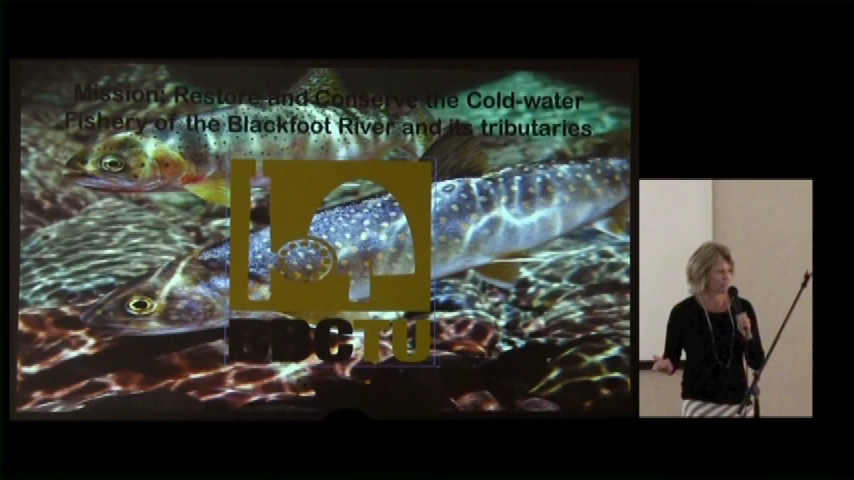 Mission: Restore and Conserve the Cold-water
Fishery of the Blackfoot River and its tributaries
BBCTU